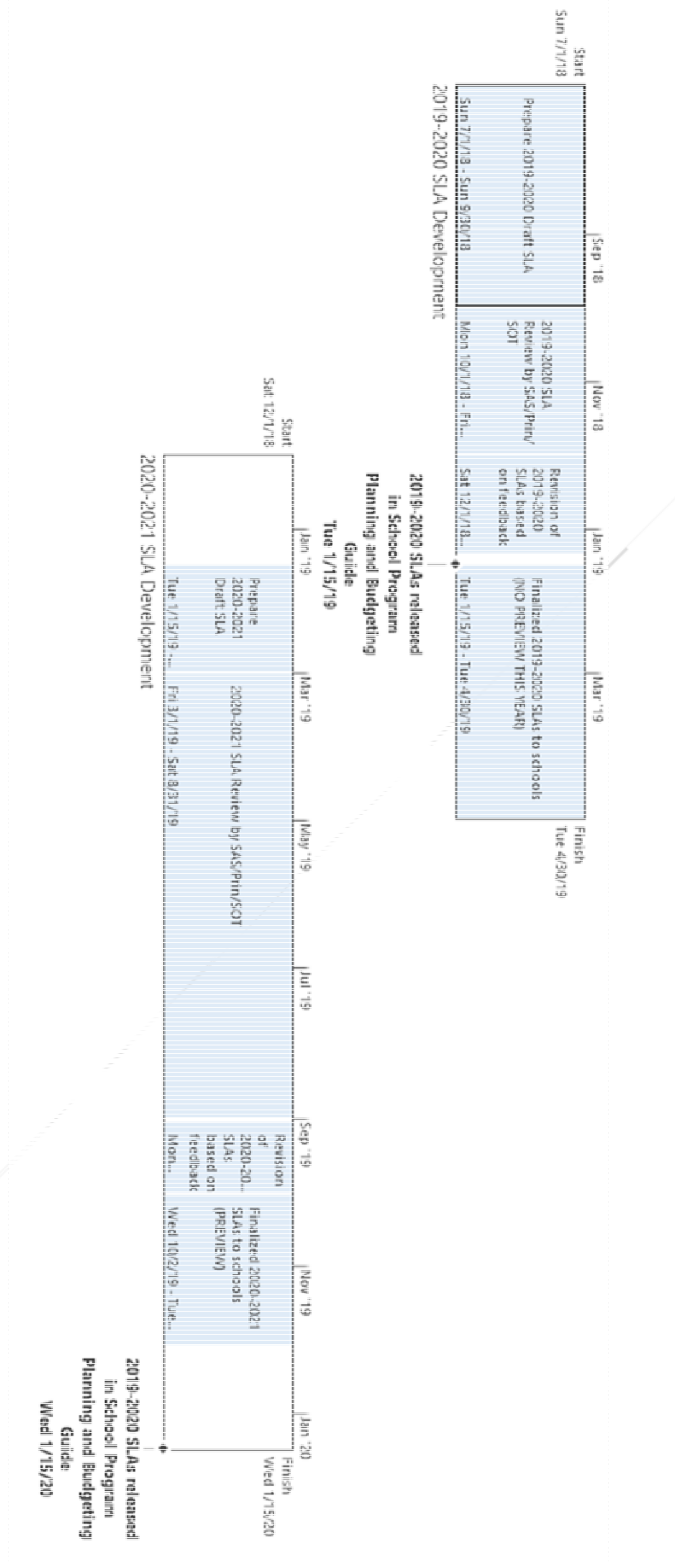 Start
Sun 7/1/18
Sep '18
Nov '18
Jan '19
Mar '19
Finish
Tue 4/30/19
Prepare 2019-2020 Draft SLA
Sun 7/1/18 - Sun 9/30/18
2019-2020 SLA
Review by SAS/Prin/
SOT
Mon 10/1/18 - Fri...
Revision of
2019-2020
SLAs based
on feedback
Sat 12/1/18...
Finalized 2019-2020 SLAs to schools
(NO PREVIEW THIS YEAR)
Tue 1/15/19 - Tue 4/30/19
2019-2020 SLA Development
2019-2020 SLAs released
in School Program
Planning and Budgeting
Guide
Tue 1/15/19
Start
Sat 12/1/18
Jan '19
Mar '19
May '19
Jul '19
Sep '19
Nov '19
Jan '20
Finish
Wed 1/15/20
Prepare
2020-2021
Draft SLA
Tue 1/15/19 -...
2020-2021 SLA Review by SAS/Prin/SOT
Fri 3/1/19 - Sat 8/31/19
Revision
of
2020-20...
SLAs
based on
feedback
Mon...
Finalized 2020-2021
SLAs to schools
(PREVIEW)
Wed 10/2/19 - Tue...
2020-2021 SLA Development
2019-2020 SLAs released
in School Program
Planning and Budgeting
Guide
Wed 1/15/20